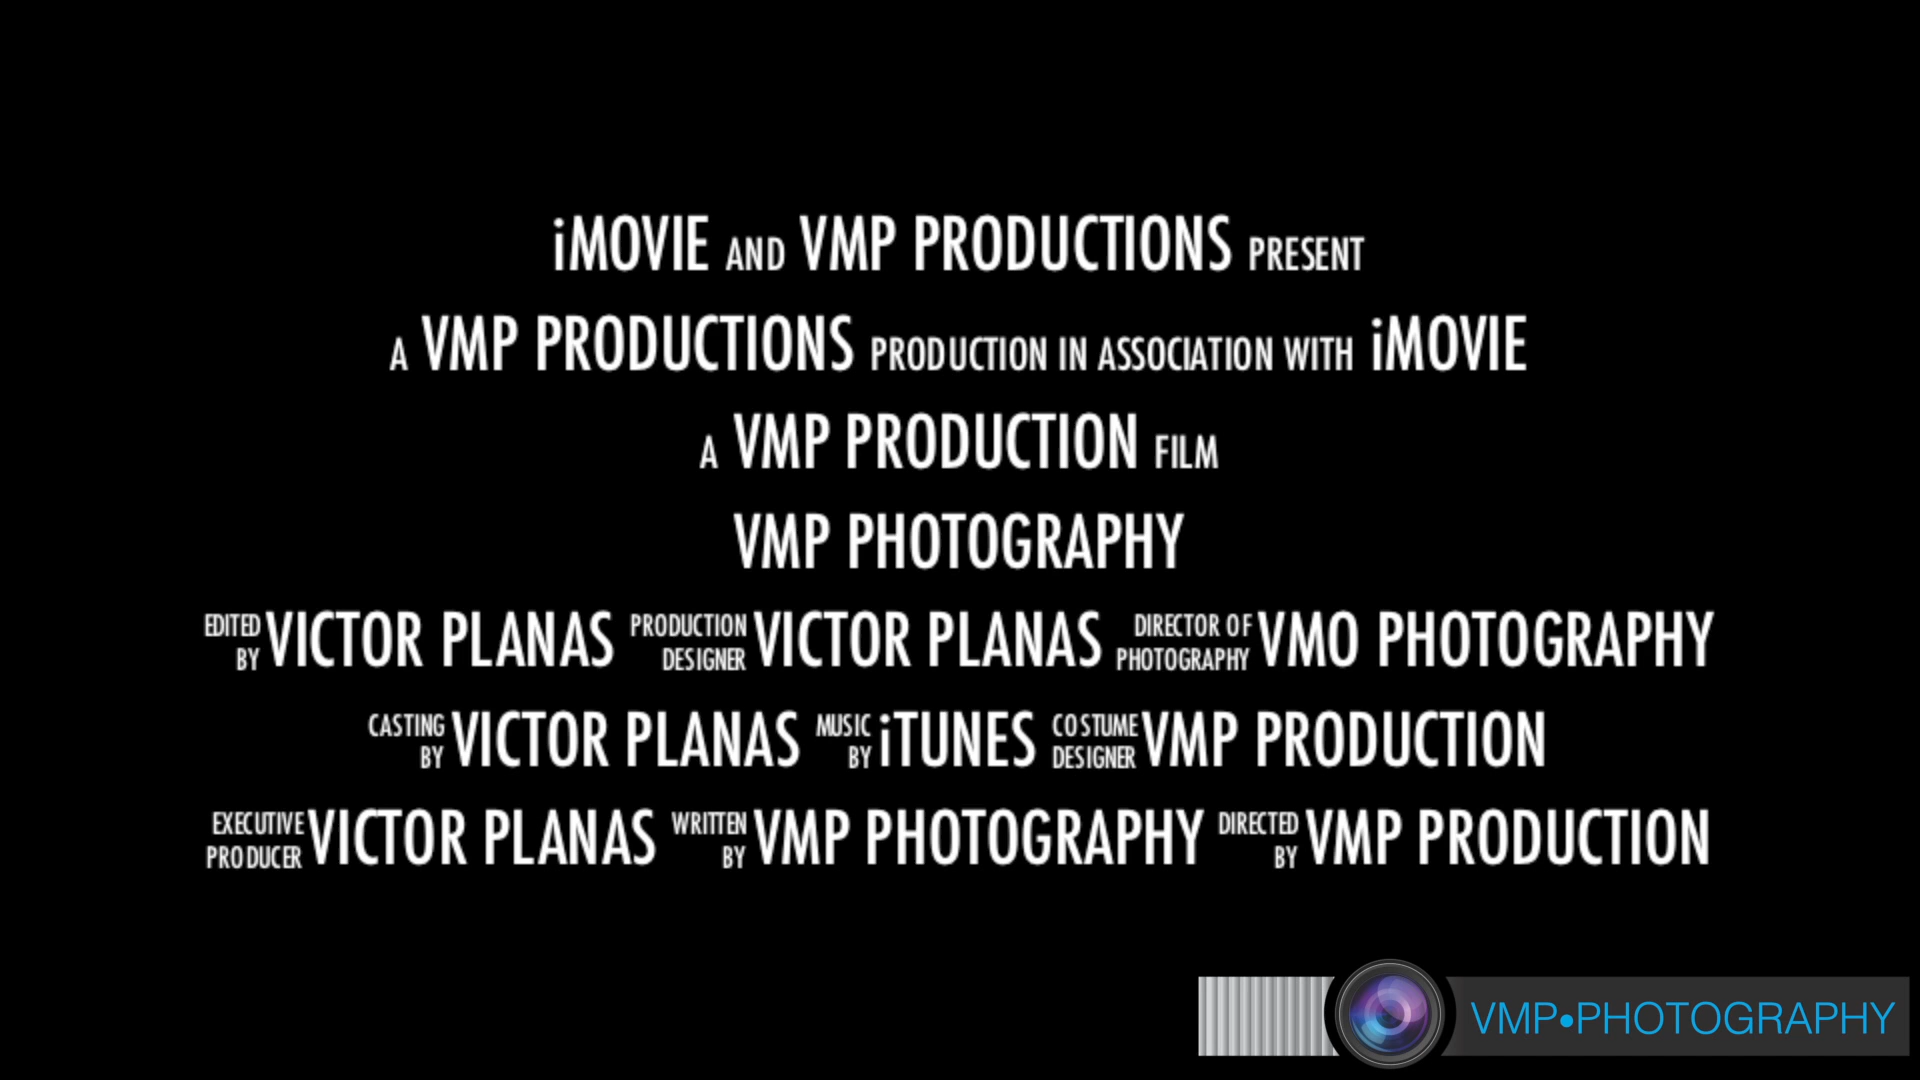 iMOVIE AND VMP PRODUCTIONS PRESENT
A VMP PRODUCTIONS PRODUCTION IN ASSOCIATION WITH iMOVIE
A VMP PRODUCTION FILM
VMP PHOTOGRAPHY
EDITED BY VICTOR PLANAS PRODUCTION DESIGNER VICTOR PLANAS DIRECTOR OF PHOTOGRAPHY VMO PHOTOGRAPHY
CASTING BY VICTOR PLANAS MUSIC BY iTUNES COSTUME DESIGNER VMP PRODUCTION
EXECUTIVE PRODUCER VICTOR PLANAS WRITTEN BY VMP PHOTOGRAPHY DIRECTED BY VMP PRODUCTION
VMP•PHOTOGRAPHY